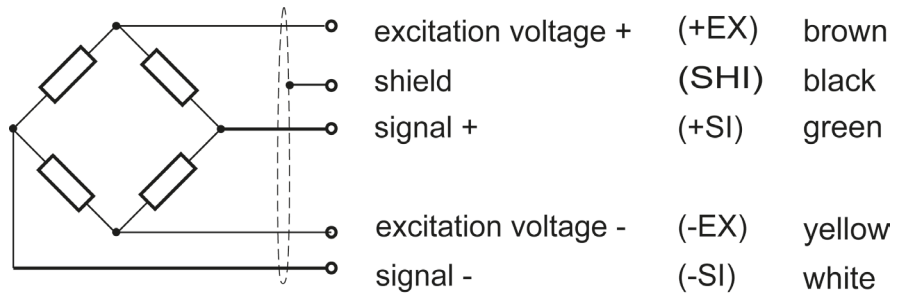 excitation voltage + (+EX) brown
shield (SHI) black
signal + (+SI) green
excitation voltage - (-EX) yellow
signal - (-SI) white